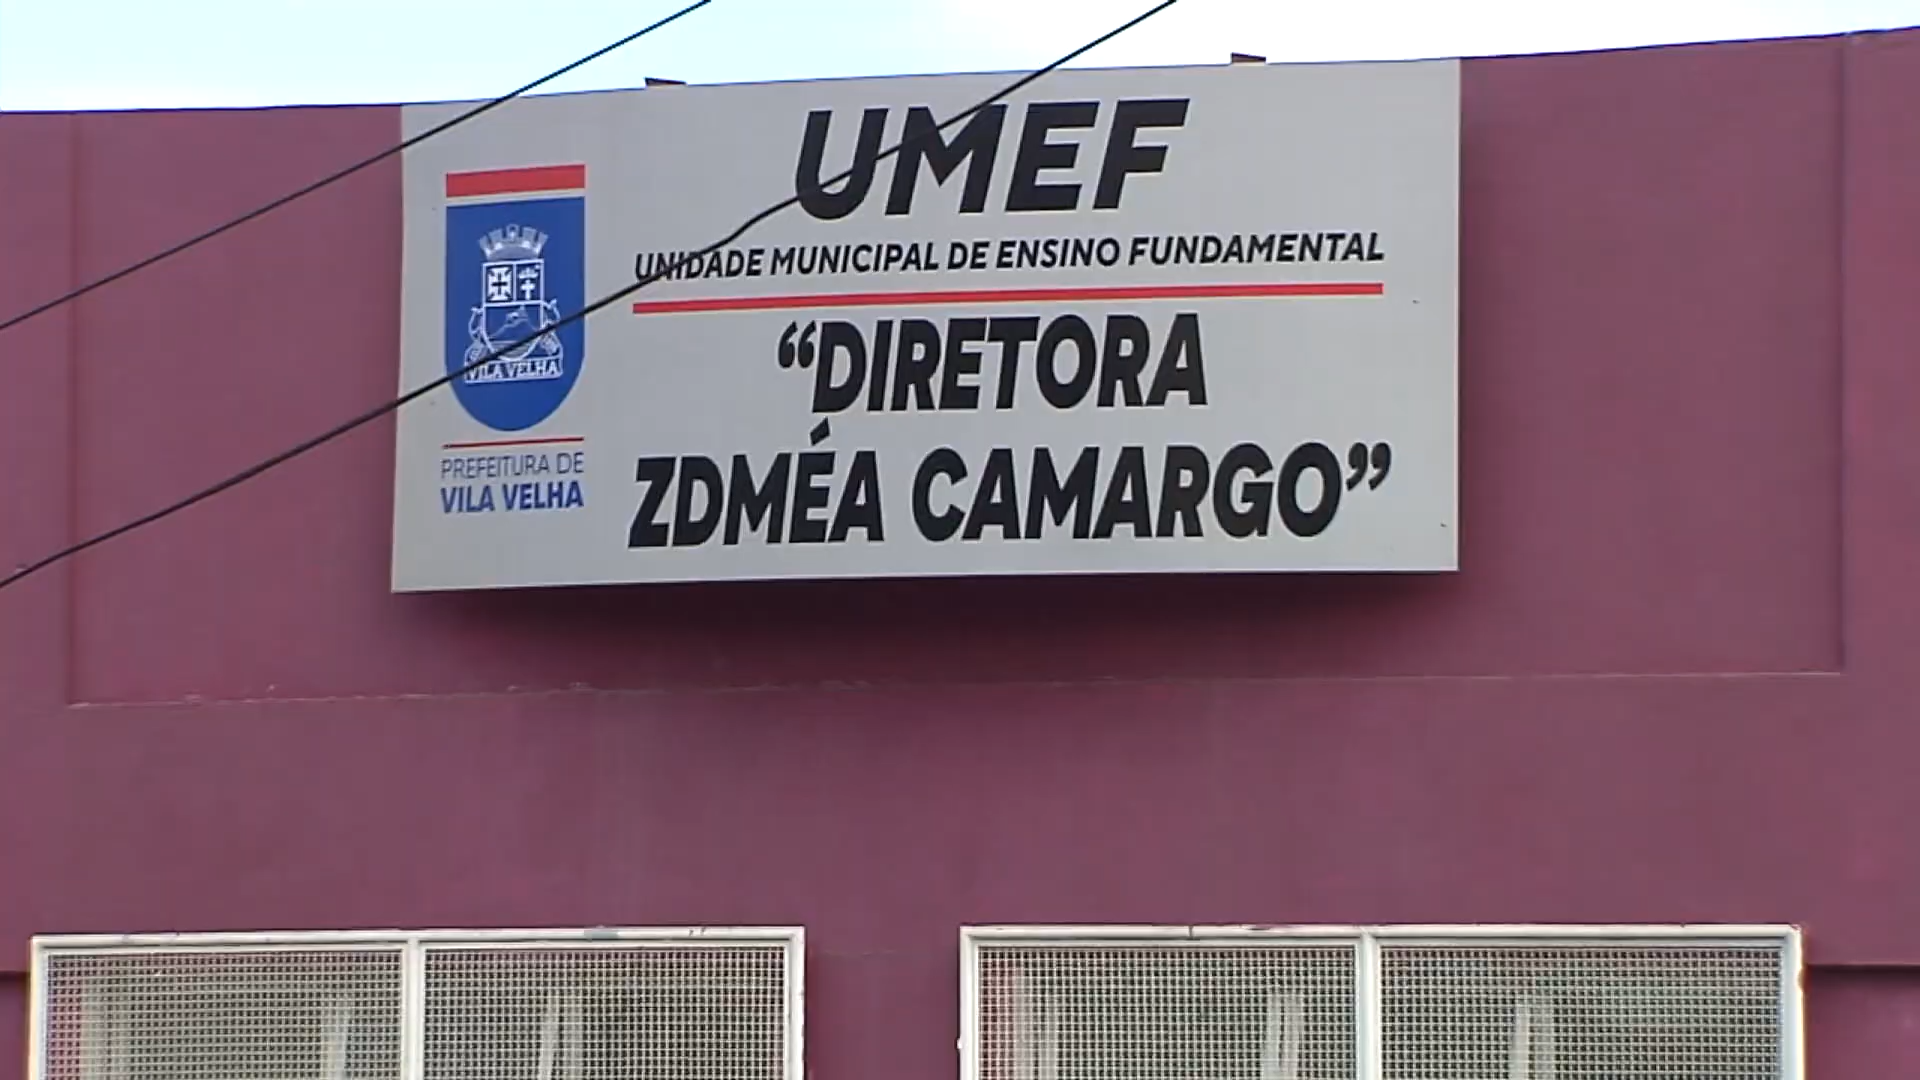 UMEF
UNIDADE MUNICIPAL DE ENSINO FUNDAMENTAL
“DIRETORA
ZDMÉA CAMARGO”
VILA VELHA
PREFEITURA DE
VILA VELHA